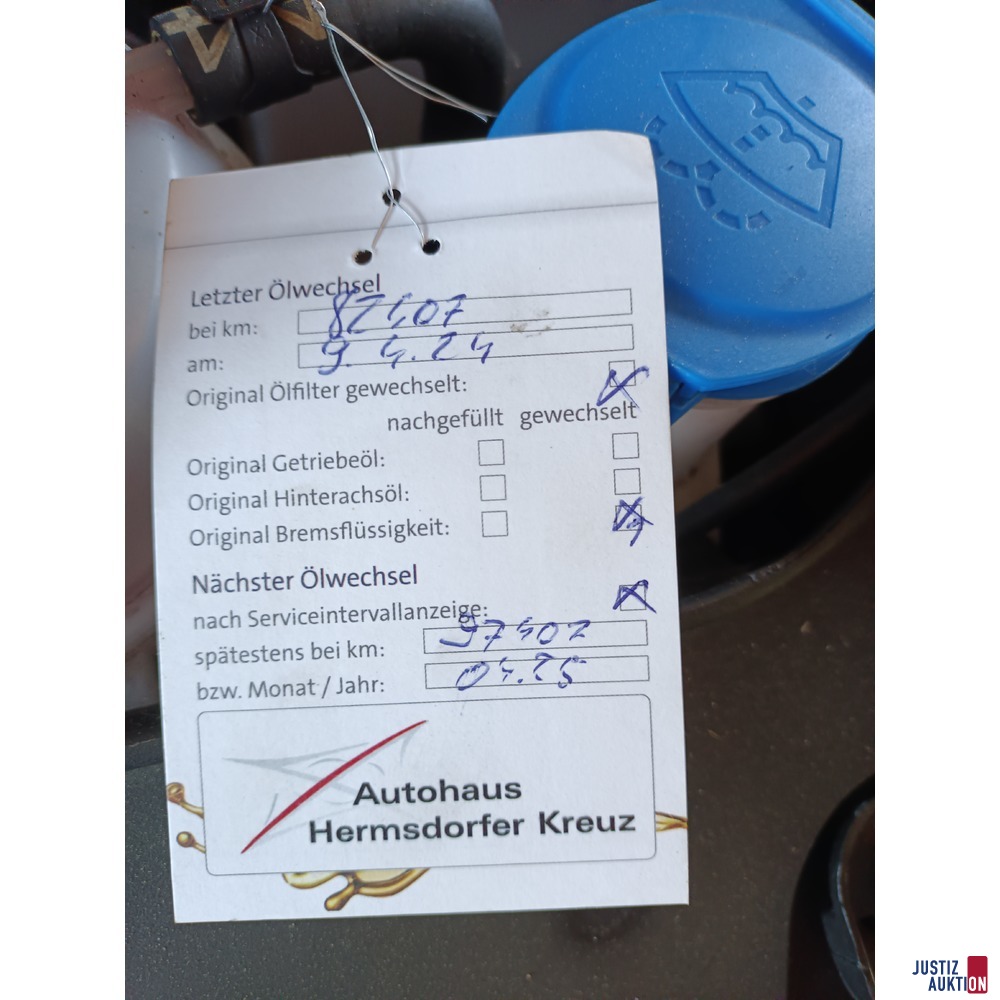 Letzter Ölwechsel
bei km: 82407
am: 9.4.24
Original Ölfilter gewechselt:
nachgefüllt gewechselt
Original Getriebeöl:
Original Hinterachsöl:
Original Bremsflüssigkeit:
Nächster Ölwechsel
nach Serviceintervallanzeige:
spätestens bei km: 97407
bzw. Monat / Jahr: 04.25
Autohaus
Hermsdorfer Kreuz
JUSTIZ
AUKTION